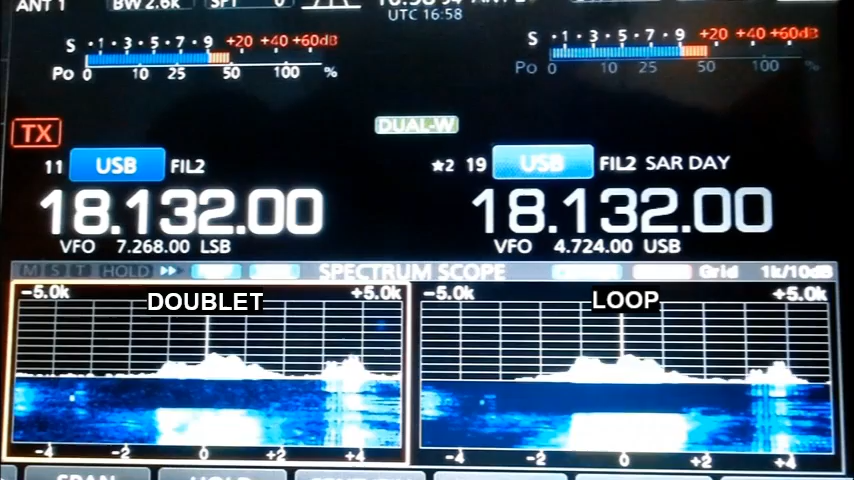 ANT 1 BW 2.6k SFT 0
UTC 16:58
S •1•3•5•7•9 +20 +40 +60dB
Po 0 10 25 50 100 %
S •1•3•5•7•9 +20 +40 +60dB
Po 0 10 25 50 100 %
TX
DUAL-W
11 USB FIL2
★2 19 USB FIL2 SAR DAY
18.132.00
18.132.00
VFO 7.268.00 LSB
VFO 4.724.00 USB
M S T HOLD SPECTRUM SCOPE Grid 1k/10dB
-5.0k DOUBLET +5.0k
-5.0k LOOP +5.0k
-4 -2 0 +2 +4
-4 -2 0 +2 +4
SPAN HOLD